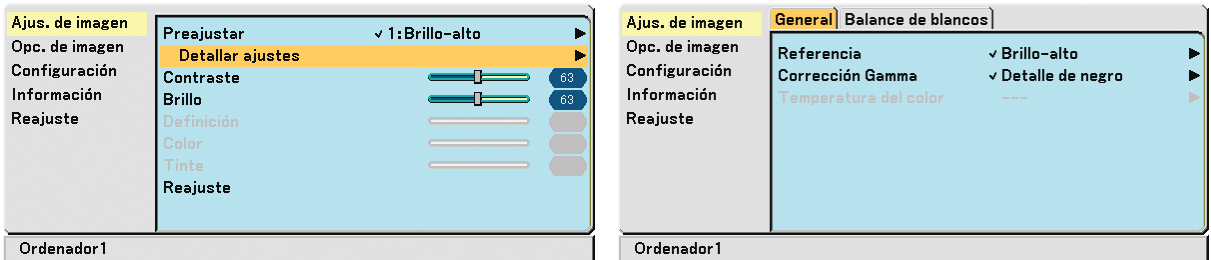 Ajus. de imagen
Opc. de imagen
Configuración
Información
Reajuste
Preajustar ✓ 1:Brillo-alto
Detallar ajustes
Contraste 63
Brillo 63
Definición
Color
Tinte
Reajuste
Ordenador1
Ajus. de imagen
Opc. de imagen
Configuración
Información
Reajuste
General Balance de blancos
Referencia ✓ Brillo-alto
Corrección Gamma ✓ Detalle de negro
Temperatura del color ---
Ordenador1